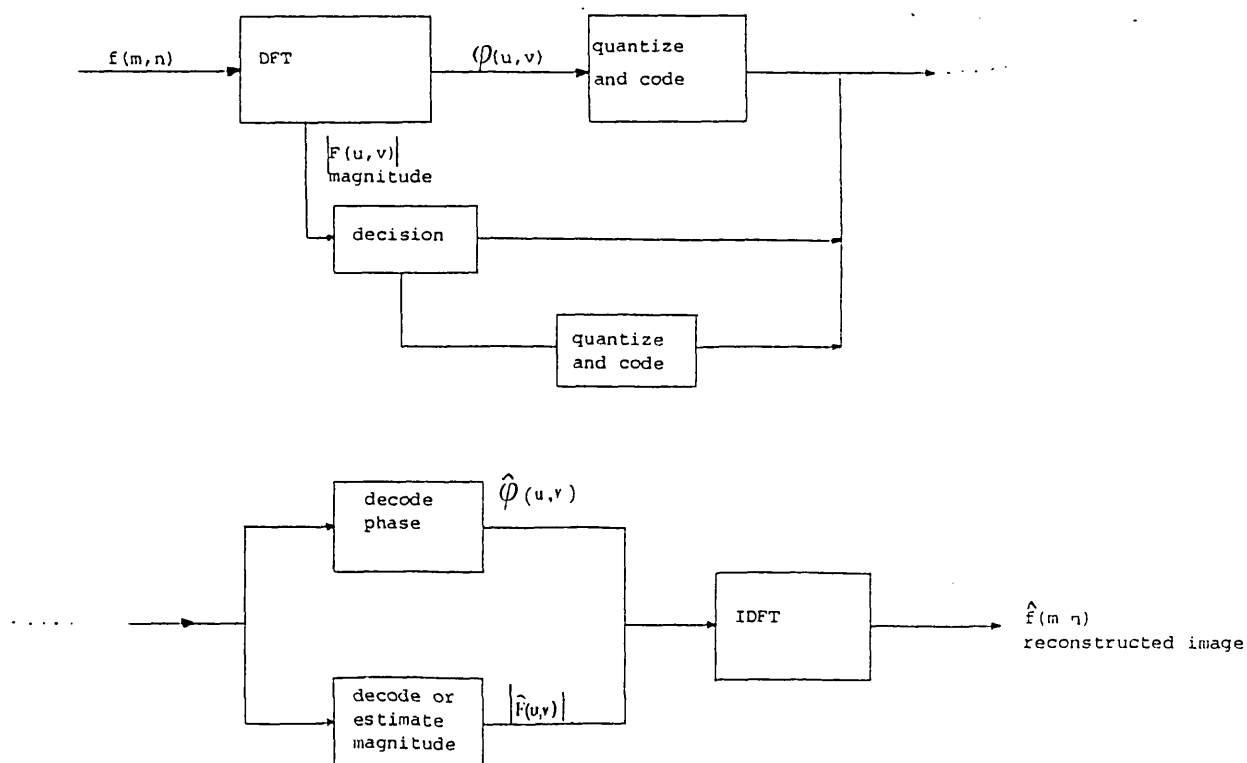 f(m,n)
DFT
φ(u,v)
quantize
and code
|F(u,v)|
magnitude
decision
quantize
and code
decode
phase
φ̂(u,v)
IDFT
f̂(m n)
reconstructed image
decode or
estimate
magnitude
|F̂(u,v)|